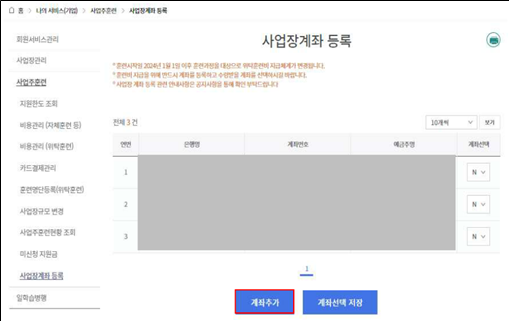 홈 > 나의 서비스(기업) > 사업주훈련 > 사업장계좌 등록
회원서비스관리
사업장관리
사업주훈련
지원한도 조회
비용관리 (자체훈련 등)
비용관리 (위탁훈련)
카드결제관리
훈련명단등록(위탁훈련)
사업장규모 변경
사업주훈련현황 조회
미신청 지원금
사업장계좌 등록
일학습병행
사업장계좌 등록
* 훈련시작일 2024년 1월 1일 이후 훈련과정을 대상으로 위탁훈련의 지급체계가 변경됩니다.
* 훈련비 지급을 위해 반드시 계좌를 등록하고 수령받을 계좌를 선택하시길 바랍니다.
* 사업장 계좌 등록 관련 안내사항은 공지사항을 통해 확인 부탁드립니다
전체 3 건
10개씩 보기
연번 은행명 계좌번호 예금주명 계좌선택
1 N
2 N
3 N
1
계좌추가 계좌선택 저장